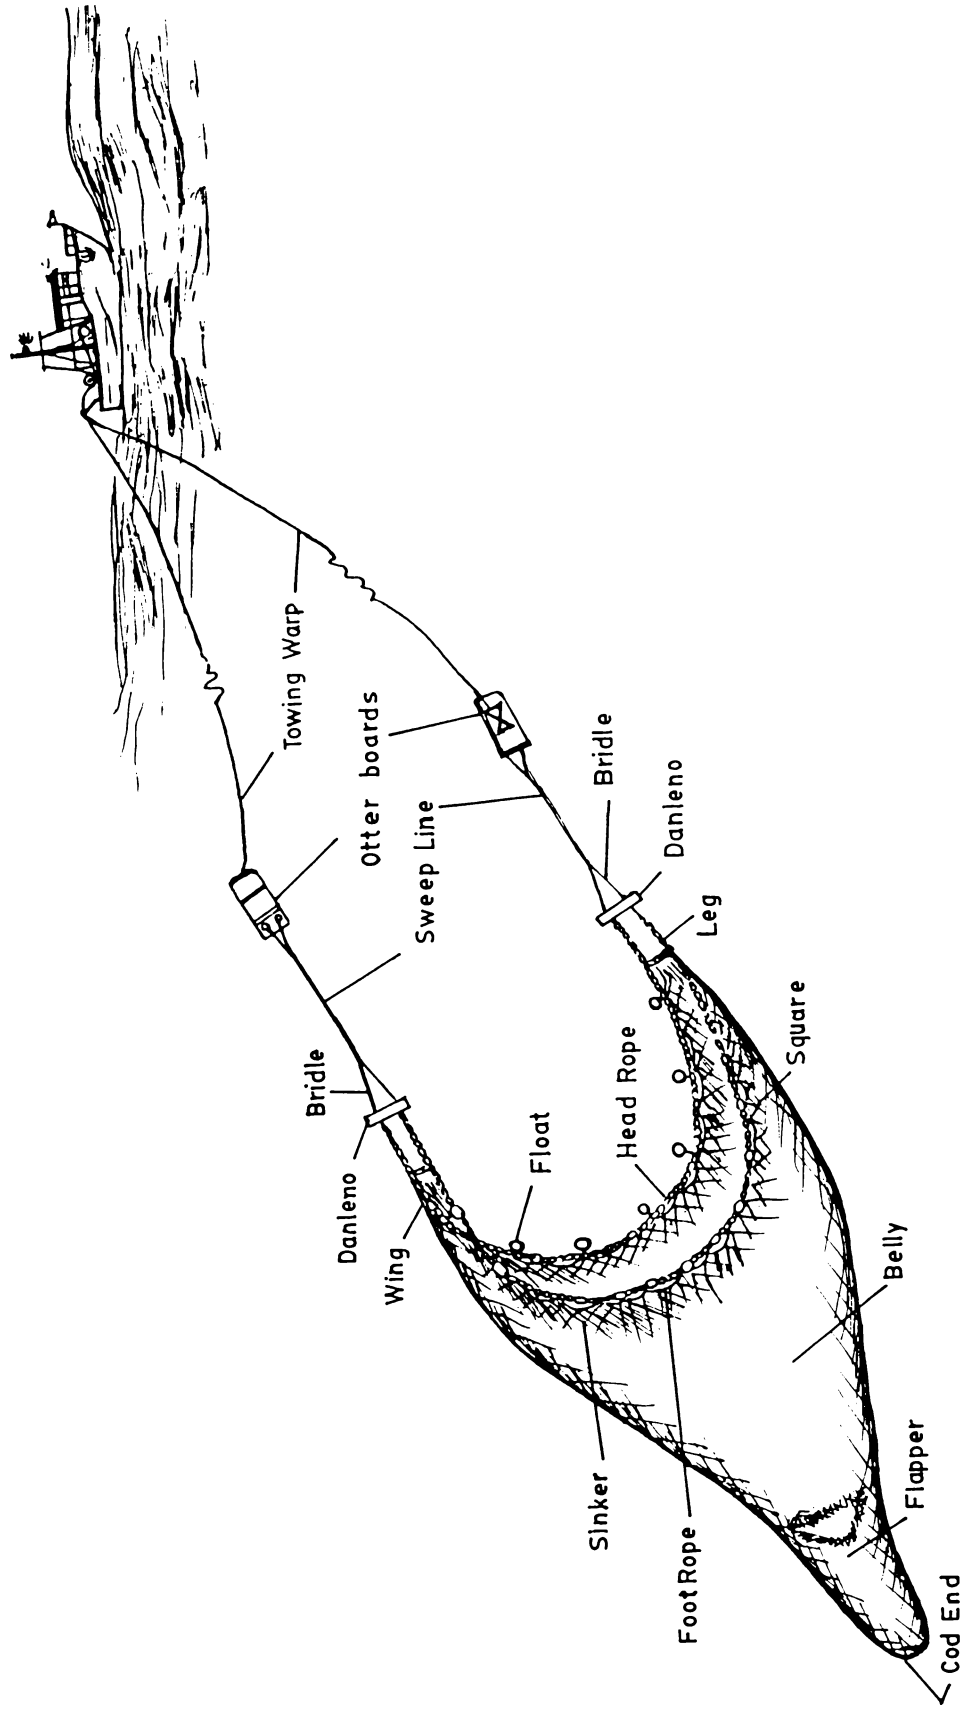 Towing Warp
Otter boards
Sweep Line
Bridle
Danleno
Leg
Square
Bridle
Danleno
Wing
Float
Head Rope
Belly
Sinker
Foot Rope
Flapper
Cod End